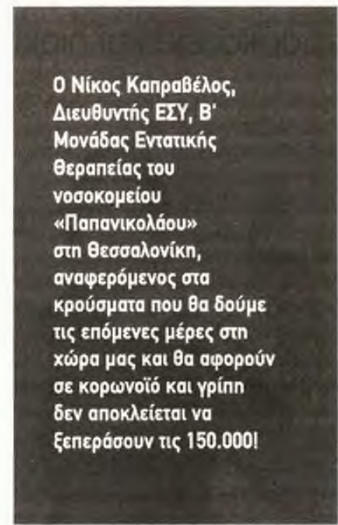 Ο Νίκος Καπραβέλος,
Διευθυντής ΕΣΥ, Β'
Μονάδας Εντατικής
Θεραπείας του
νοσοκομείου
«Παπανικολάου»
στη Θεσσαλονίκη,
αναφερόμενος στα
κρούσματα που θα δούμε
τις επόμενες μέρες στη
χώρα μας και θα αφορούν
σε κορωνοϊό και γρίπη
δεν αποκλείεται να
ξεπεράσουν τις 150.000!